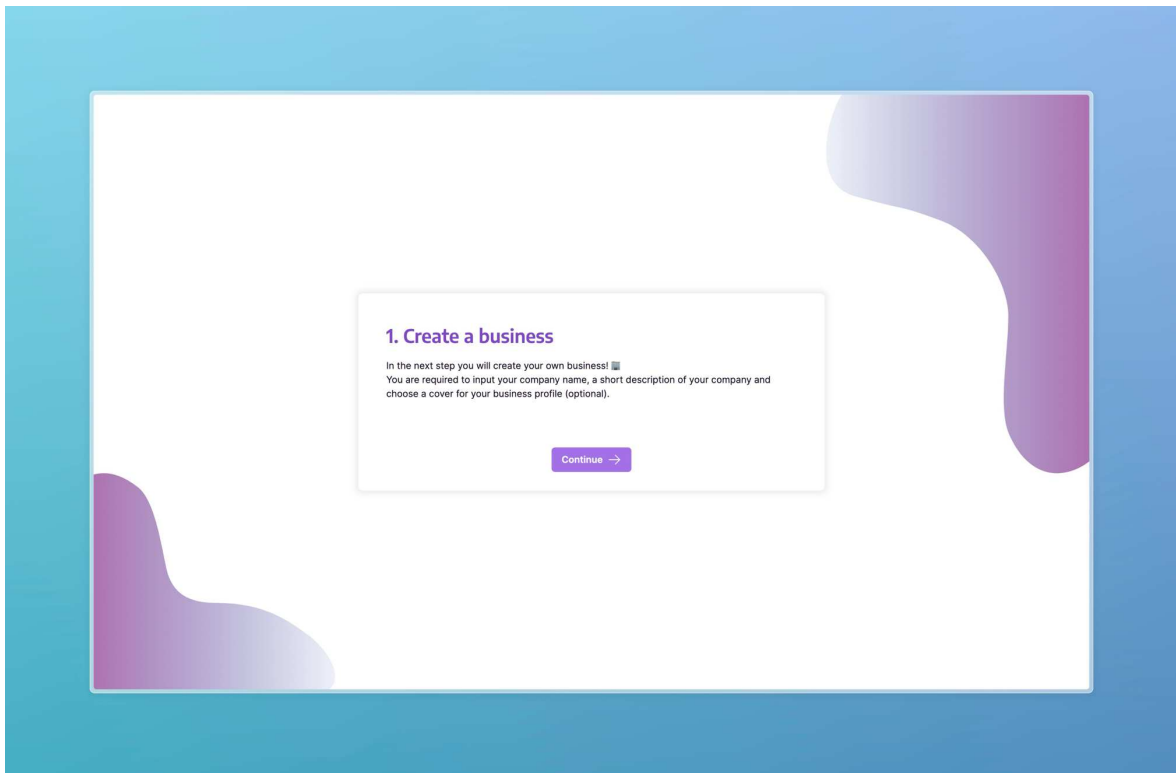 1. Create a business
In the next step you will create your own business! 🏢
You are required to input your company name, a short description of your company and
choose a cover for your business profile (optional).
Continue →